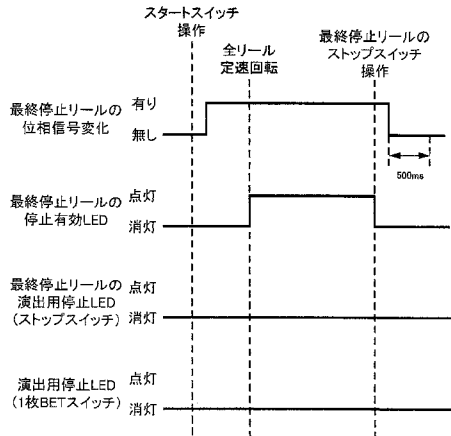 スタートスイッチ
操作
全リール
定速回転
最終停止リールの
ストップスイッチ
操作
最終停止リールの
位相信号変化
有り
無し
500ms
最終停止リールの
停止有効LED
点灯
消灯
最終停止リールの
演出用停止LED
(ストップスイッチ)
点灯
消灯
演出用停止LED
(1枚BETスイッチ)
点灯
消灯